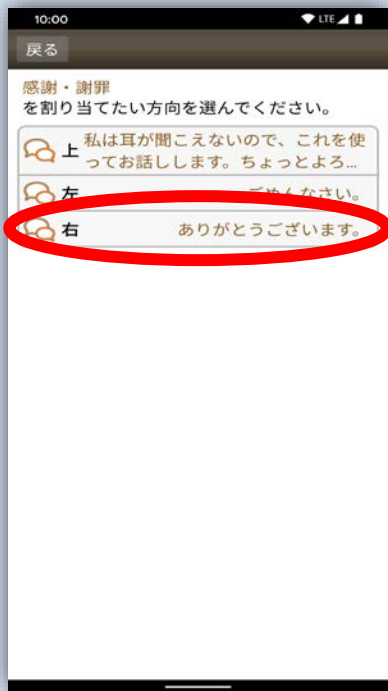 10:00
LTE
戻る
感謝・謝罪
を割り当てたい方向を選んでください。
上
私は耳が聞こえないので、これを使
ってお話しします。ちょっとよろ...
左 ごめんなさい。
右 ありがとうございます。